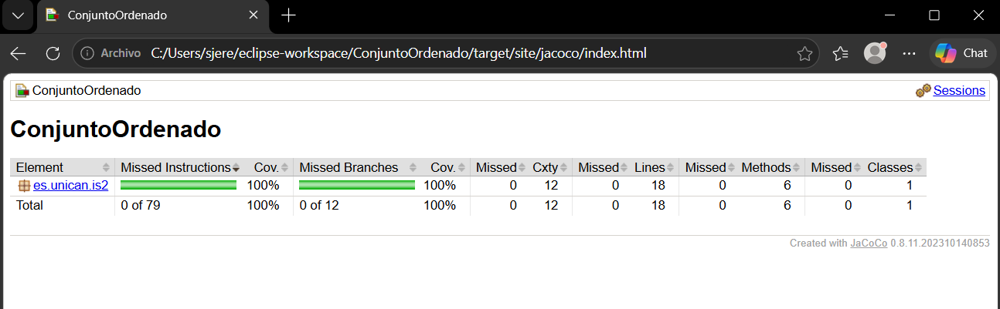 ConjuntoOrdenado
Archivo C:/Users/sjere/eclipse-workspace/ConjuntoOrdenado/target/site/jacoco/index.html Chat
ConjuntoOrdenado Sessions
ConjuntoOrdenado
Element Missed Instructions Cov. Missed Branches Cov. Missed Cxty Missed Lines Missed Methods Missed Classes
es.unican.is2 100% 100% 0 12 0 18 0 6 0 1
Total 0 of 79 100% 0 of 12 100% 0 12 0 18 0 6 0 1
Created with JaCoCo 0.8.11.202310140853